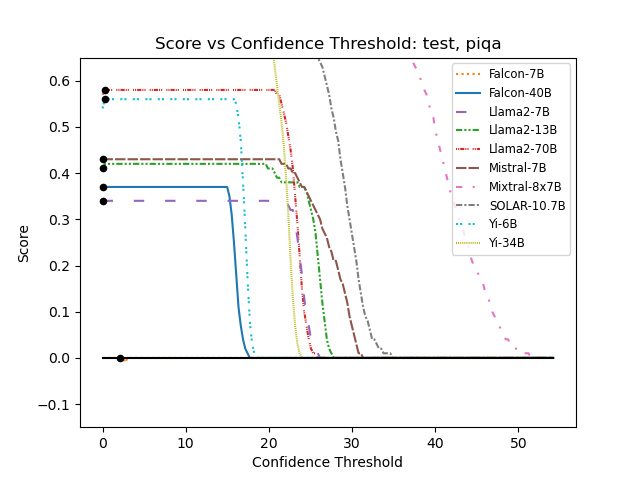 Score vs Confidence Threshold: test, piqa
0.6
0.5
0.4
0.3
0.2
0.1
0.0
−0.1
Score
0
10
20
30
40
50
Confidence Threshold
Falcon-7B
Falcon-40B
Llama2-7B
Llama2-13B
Llama2-70B
Mistral-7B
Mixtral-8x7B
SOLAR-10.7B
Yi-6B
Yi-34B